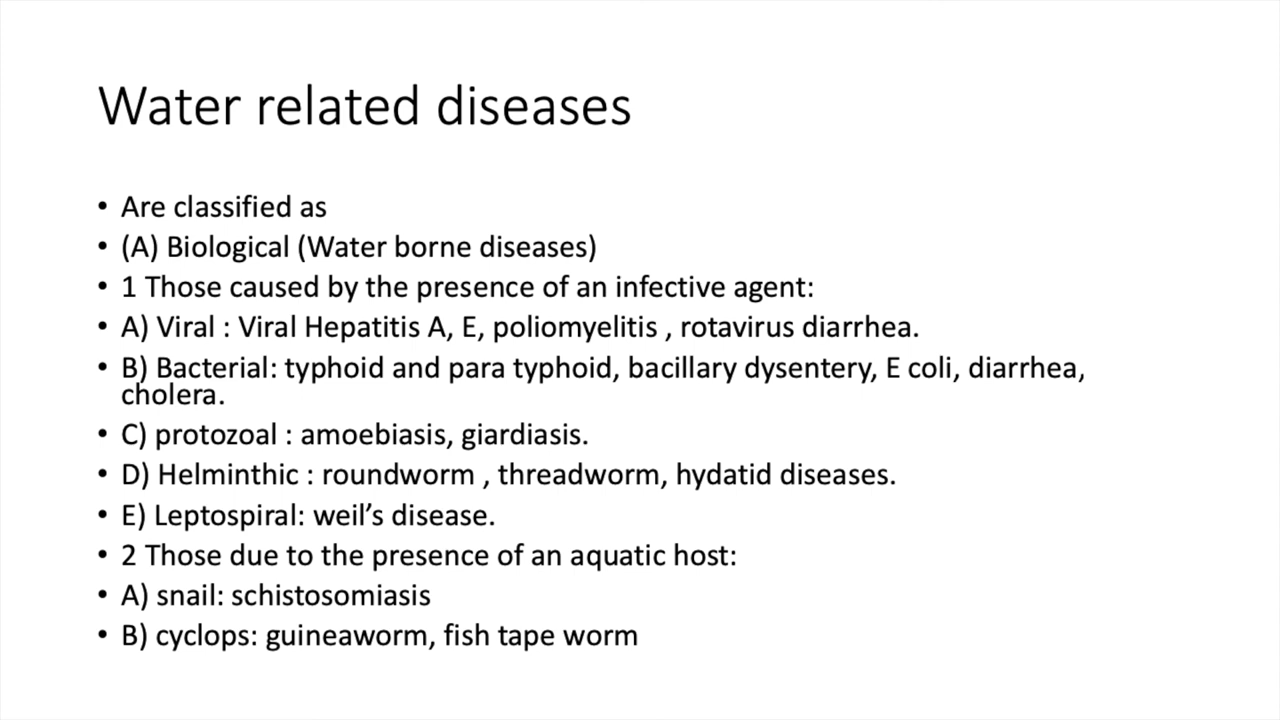 Water related diseases
• Are classified as
• (A) Biological (Water borne diseases)
• 1 Those caused by the presence of an infective agent:
• A) Viral : Viral Hepatitis A, E, poliomyelitis , rotavirus diarrhea.
• B) Bacterial: typhoid and para typhoid, bacillary dysentery, E coli, diarrhea,
cholera.
• C) protozoal : amoebiasis, giardiasis.
• D) Helminthic : roundworm , threadworm, hydatid diseases.
• E) Leptospiral: weil’s disease.
• 2 Those due to the presence of an aquatic host:
• A) snail: schistosomiasis
• B) cyclops: guineaworm, fish tape worm